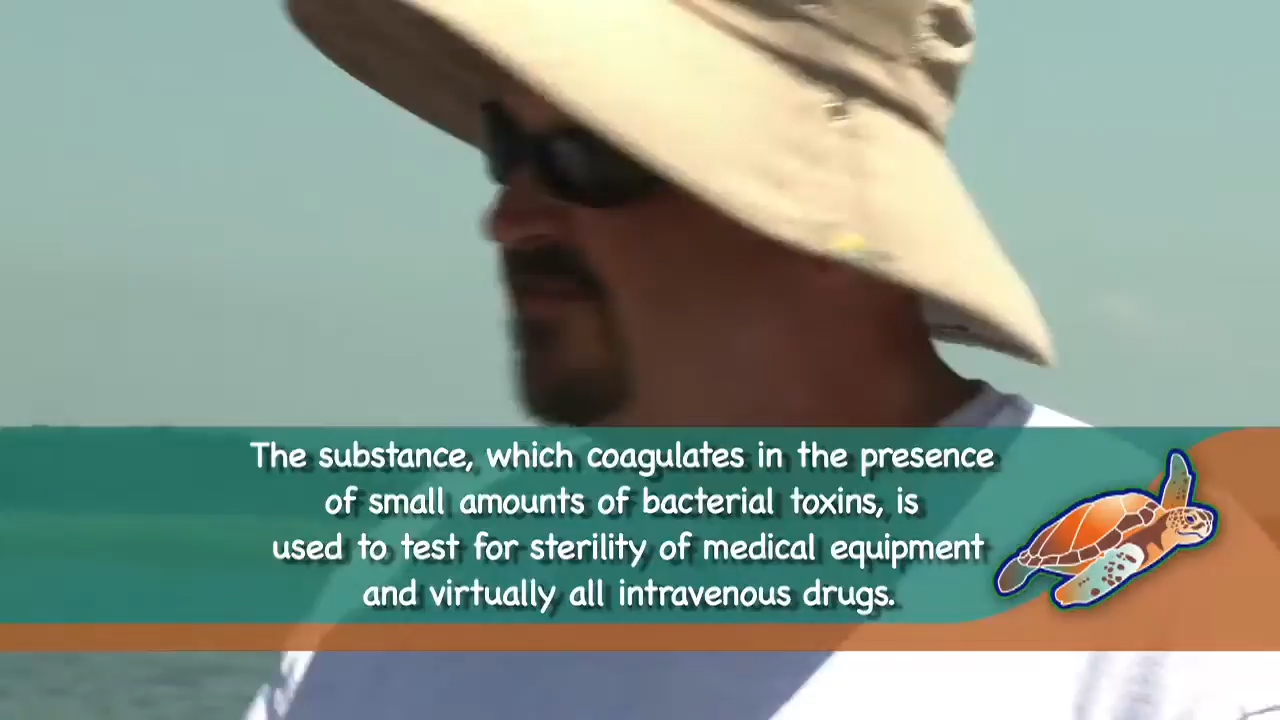 The substance, which coagulates in the presence
of small amounts of bacterial toxins, is
used to test for sterility of medical equipment
and virtually all intravenous drugs.